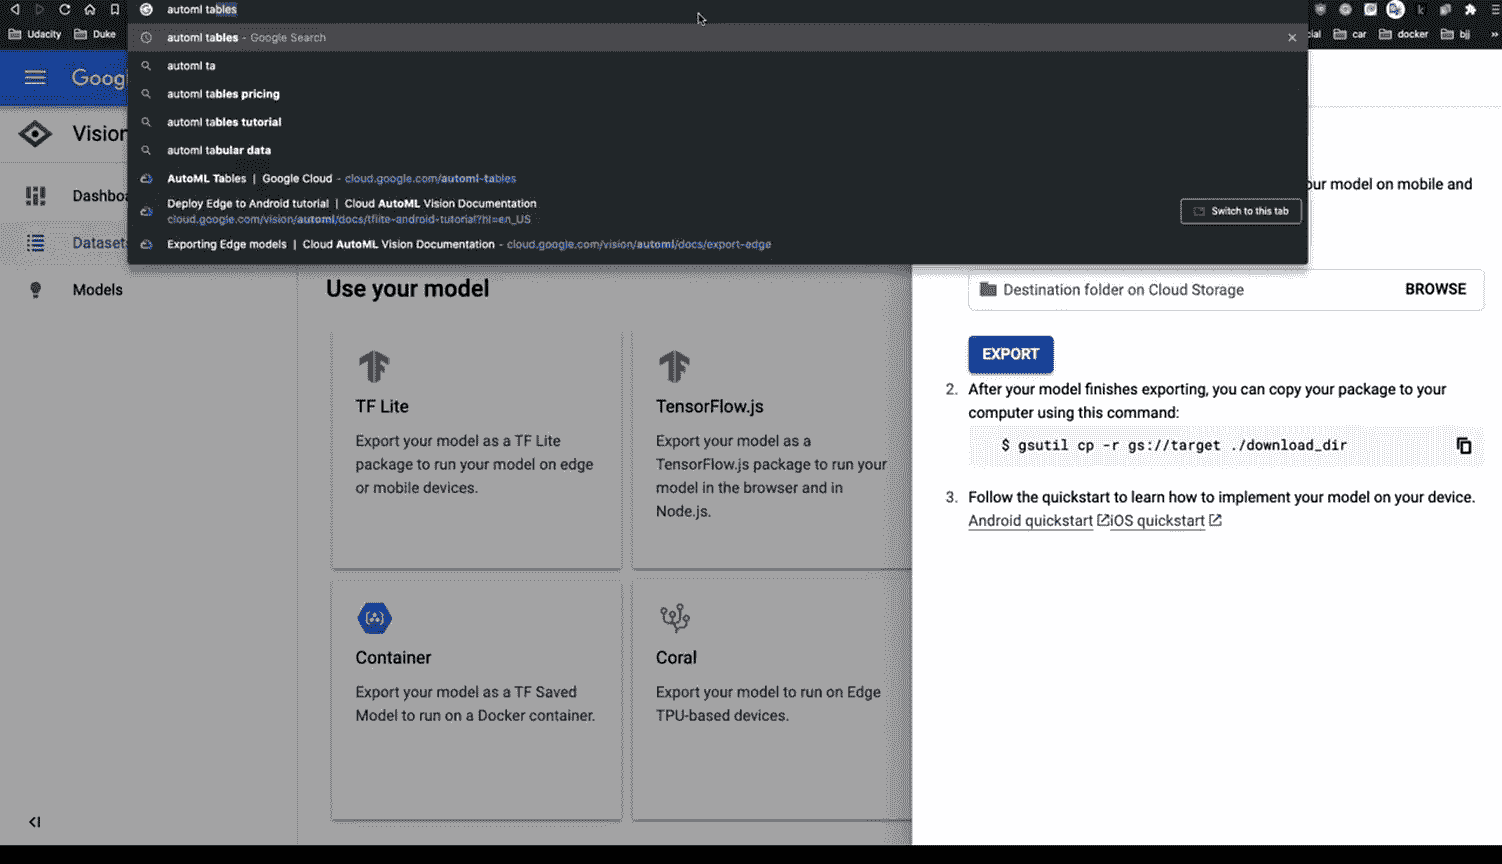 automl tables
Udacity
Duke
car
docker
bjj
»
automl tables - Google Search
automl ta
automl tables pricing
automl tables tutorial
automl tabular data
AutoML Tables | Google Cloud - cloud.google.com/automl-tables
Deploy Edge to Android tutorial | Cloud AutoML Vision Documentation
cloud.google.com/vision/automl/docs/tflite-android-tutorial?hl=en_US
Switch to this tab
Exporting Edge models | Cloud AutoML Vision Documentation - cloud.google.com/vision/automl/docs/export-edge
Goog
Vision
Dashbo
Datasets
Models
our model on mobile and
Use your model
TF Lite
Export your model as a TF Lite
package to run your model on edge
or mobile devices.
TensorFlow.js
Export your model as a
TensorFlow.js package to run your
model in the browser and in
Node.js.
Container
Export your model as a TF Saved
Model to run on a Docker container.
Coral
Export your model to run on Edge
TPU-based devices.
Destination folder on Cloud Storage
BROWSE
EXPORT
2. After your model finishes exporting, you can copy your package to your
computer using this command:
$ gsutil cp -r gs://target ./download_dir
3. Follow the quickstart to learn how to implement your model on your device.
Android quickstart iOS quickstart